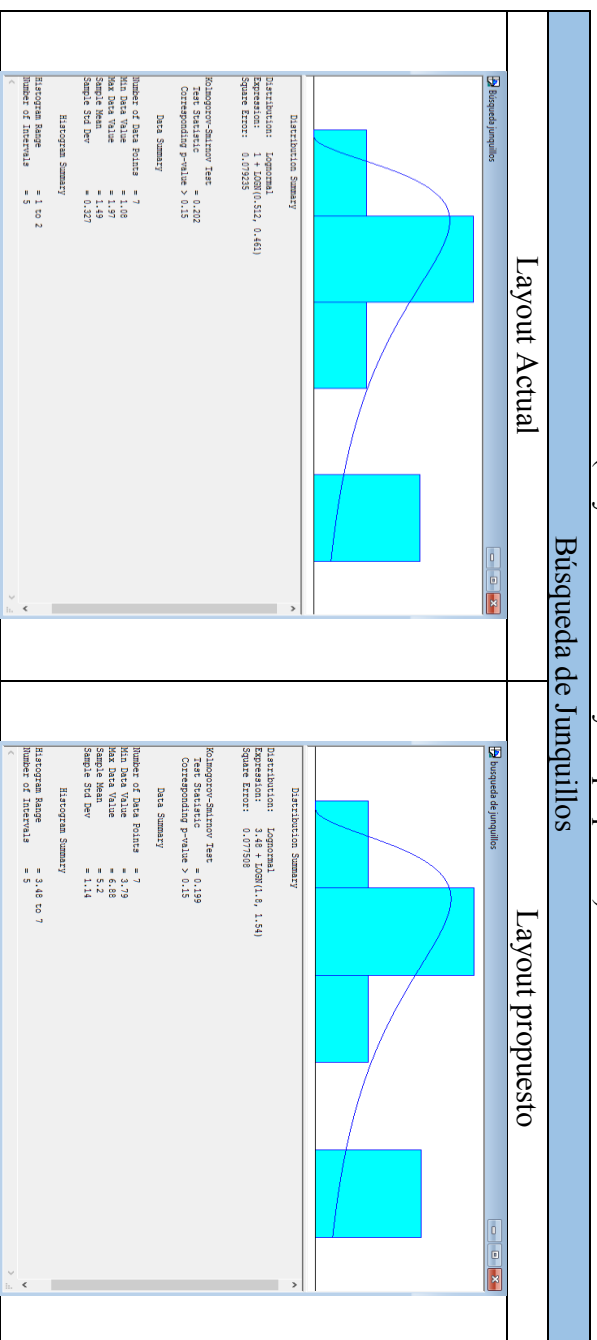 Búsqueda de Junquillos
Layout Actual
Layout propuesto
Búsqueda junquillos
Distribution Summary
Distribution: Lognormal
Expression: 1 + LOGN(0.512, 0.461)
Square Error: 0.079235
Kolmogorov-Smirnov Test
Test Statistic = 0.202
Corresponding p-value > 0.15
Data Summary
Number of Data Points = 7
Min Data Value = 1.08
Max Data Value = 1.97
Sample Mean = 1.49
Sample Std Dev = 0.327
Histogram Summary
Histogram Range = 1 to 2
Number of Intervals = 5
busqueda de junquillos
Distribution Summary
Distribution: Lognormal
Expression: 3.48 + LOGN(1.8, 1.54)
Square Error: 0.077508
Kolmogorov-Smirnov Test
Test Statistic = 0.199
Corresponding p-value > 0.15
Data Summary
Number of Data Points = 7
Min Data Value = 3.79
Max Data Value = 6.88
Sample Mean = 5.2
Sample Std Dev = 1.14
Histogram Summary
Histogram Range = 3.48 to 7
Number of Intervals = 5